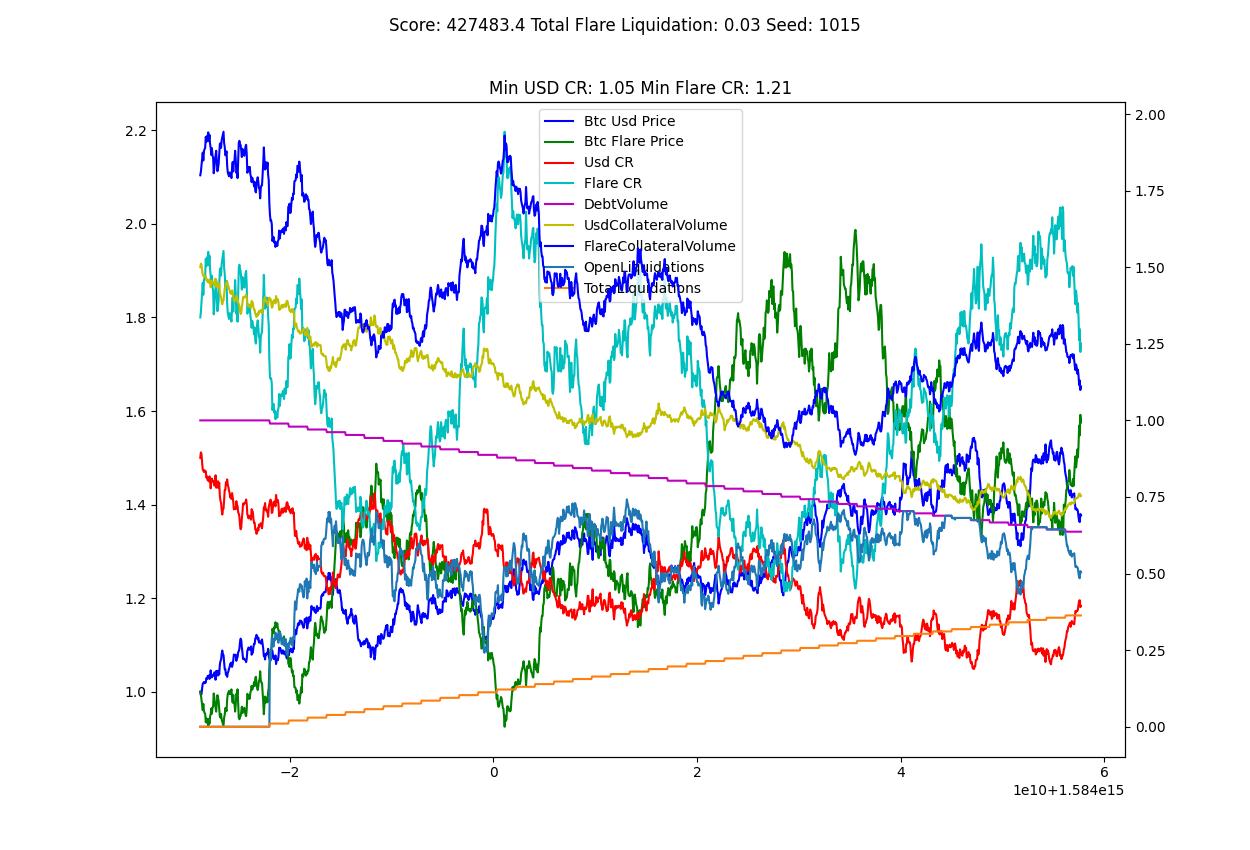 Score: 427483.4 Total Flare Liquidation: 0.03 Seed: 1015
Min USD CR: 1.05 Min Flare CR: 1.21
Btc Usd Price
Btc Flare Price
Usd CR
Flare CR
DebtVolume
UsdCollateralVolume
FlareCollateralVolume
OpenLiquidations
TotalLiquidations
2.2
2.0
1.8
1.6
1.4
1.2
1.0
2.00
1.75
1.50
1.25
1.00
0.75
0.50
0.25
0.00
−2 0 2 4 6
1e10+1.584e15